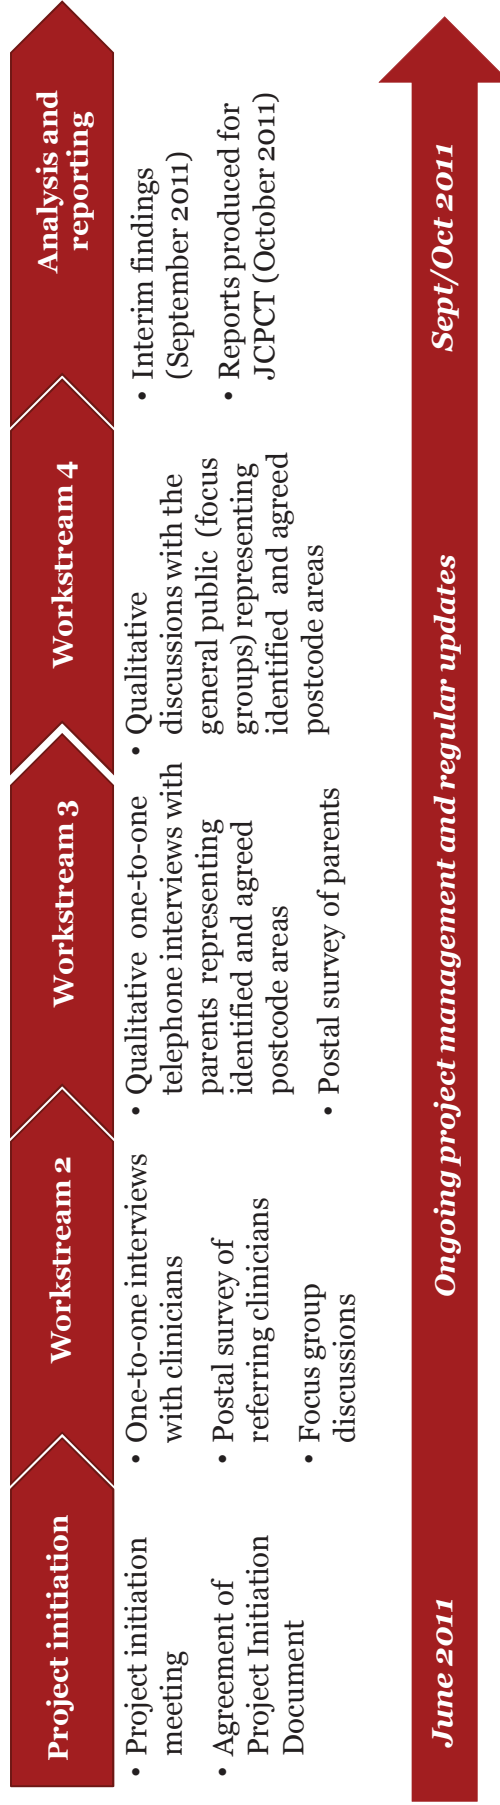 Project initiation
• Project initiation
meeting
• Agreement of
Project Initiation
Document
Workstream 2
• One-to-one interviews
with clinicians
• Postal survey of
referring clinicians
• Focus group
discussions
Workstream 3
• Qualitative one-to-one
telephone interviews with
parents representing
identified and agreed
postcode areas
• Postal survey of parents
Workstream 4
• Qualitative
discussions with the
general public (focus
groups) representing
identified and agreed
postcode areas
Analysis and
reporting
• Interim findings
(September 2011)
• Reports produced for
JCPCT (October 2011)
June 2011
Ongoing project management and regular updates
Sept/Oct 2011